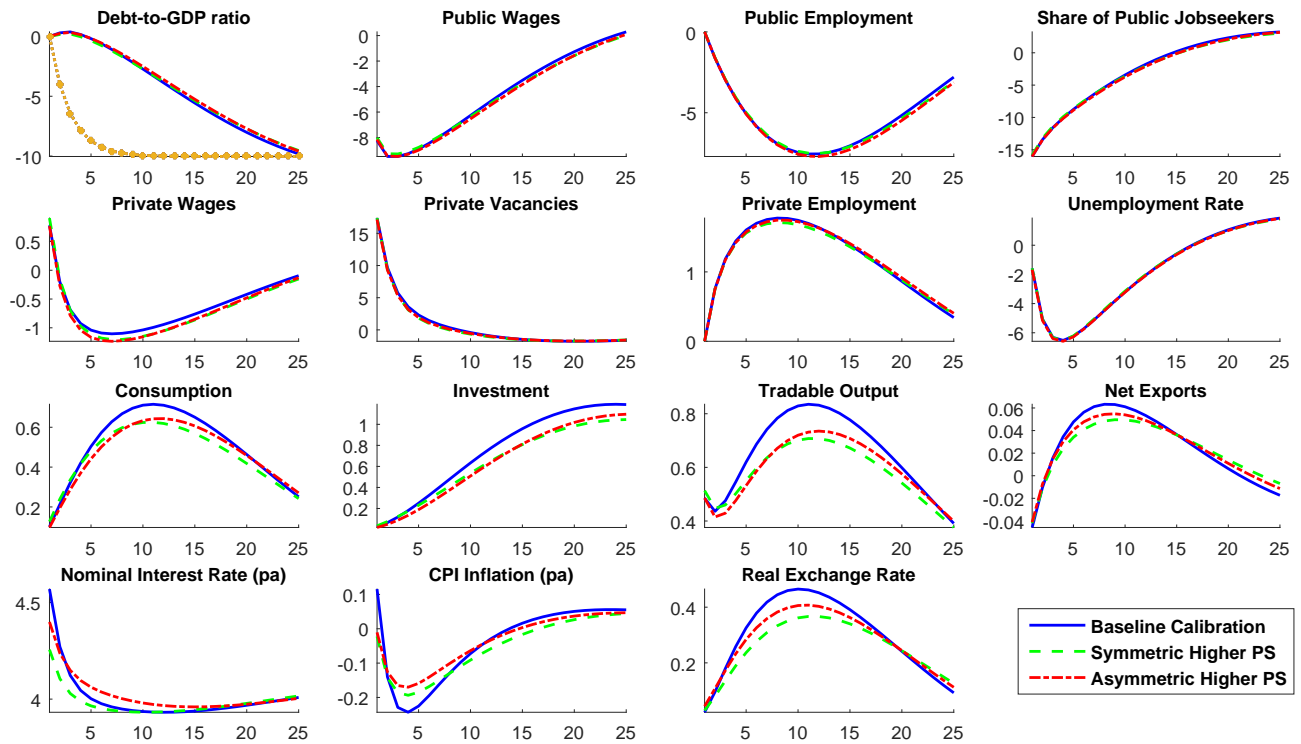 Debt-to-GDP ratio
0
-5
-10
5 10 15 20 25
Public Wages
0
-2
-4
-6
-8
5 10 15 20 25
Public Employment
0
-5
5 10 15 20 25
Share of Public Jobseekers
0
-5
-10
-15
5 10 15 20 25
Private Wages
0.5
0
-0.5
-1
5 10 15 20 25
Private Vacancies
15
10
5
0
5 10 15 20 25
Private Employment
1
0
5 10 15 20 25
Unemployment Rate
0
-2
-4
-6
5 10 15 20 25
Consumption
0.6
0.4
0.2
5 10 15 20 25
Investment
1
0.8
0.6
0.4
0.2
5 10 15 20 25
Tradable Output
0.8
0.6
0.4
5 10 15 20 25
Net Exports
0.06
0.04
0.02
0
-0.02
-0.04
5 10 15 20 25
Nominal Interest Rate (pa)
4.5
4
5 10 15 20 25
CPI Inflation (pa)
0.1
0
-0.1
-0.2
5 10 15 20 25
Real Exchange Rate
0.4
0.2
5 10 15 20 25
Baseline Calibration
Symmetric Higher PS
Asymmetric Higher PS